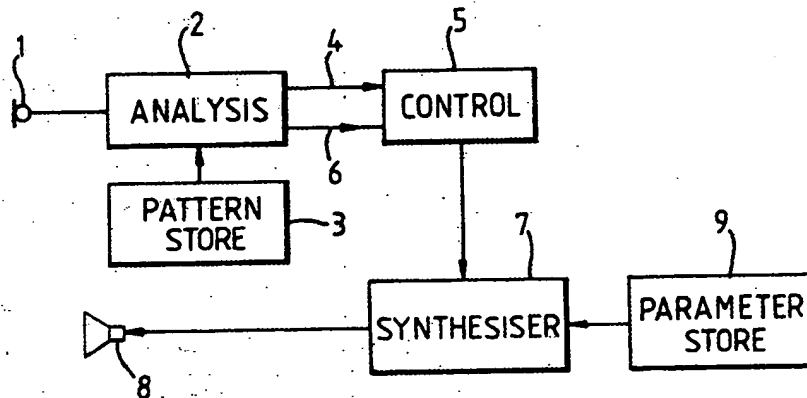 1
2
4
5
ANALYSIS
CONTROL
6
PATTERN
STORE
3
7
9
SYNTHESISER
PARAMETER
STORE
8